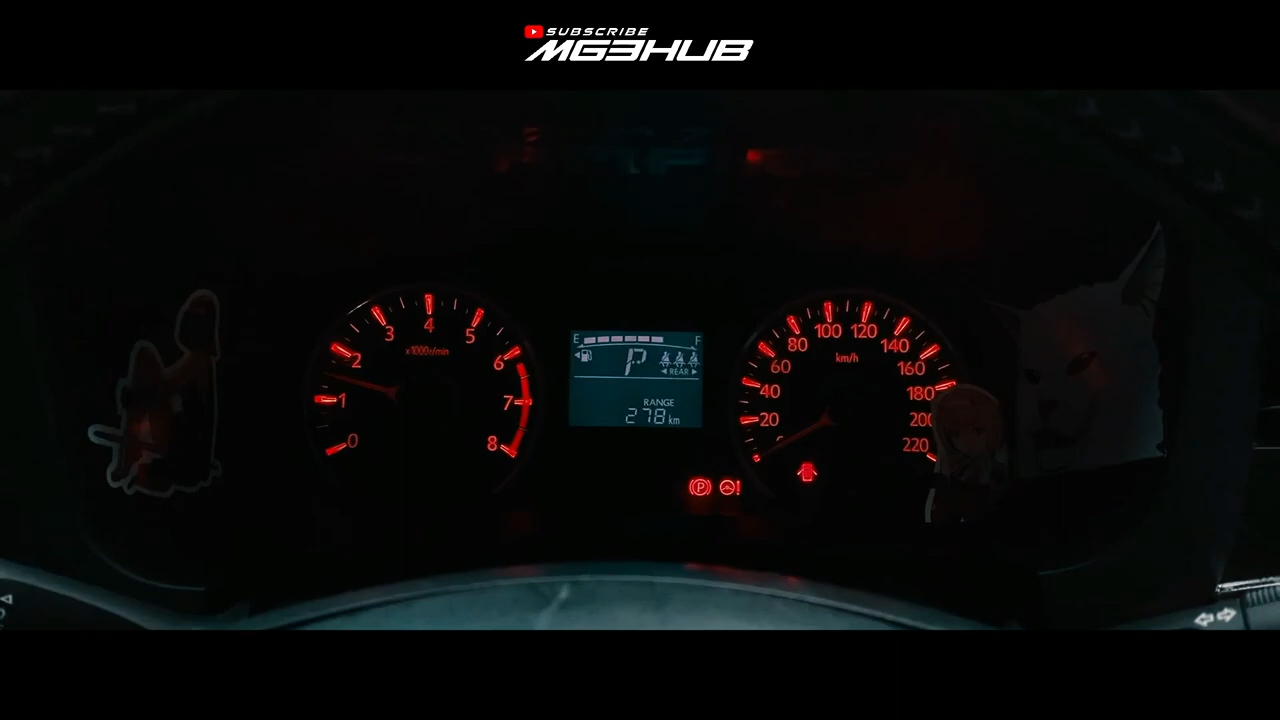 SUBSCRIBE
MG3HUB
0 1 2 3 4 5 6 7 8
x1000r/min
E F
P
◀ REAR ▶
RANGE
278 km
20 40 60 80 100 120 140 160 180 200 220
km/h
(P) !